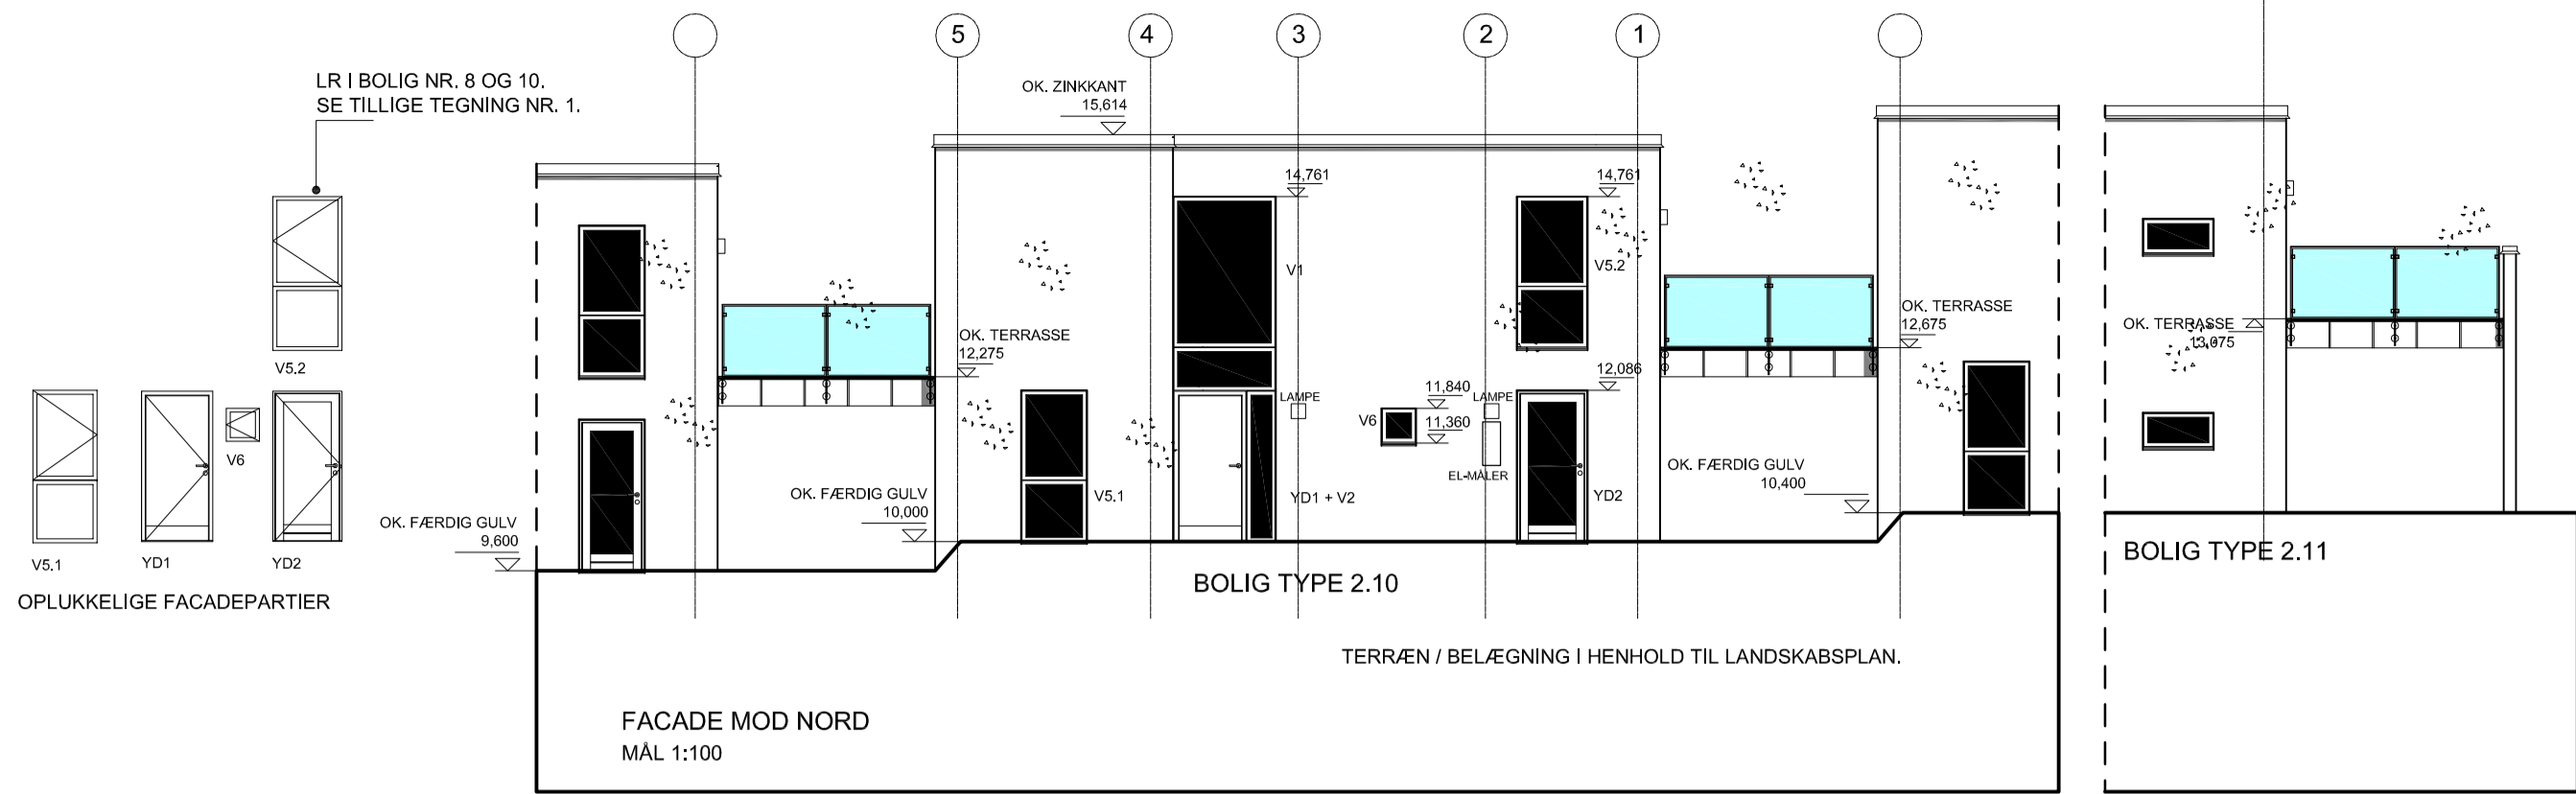 5
4
3
2
1
LR I BOLIG NR. 8 OG 10.
SE TILLIGE TEGNING NR. 1.
OK. ZINKKANT
15,614
14,761
14,761
V1
V5.2
OK. TERRASSE
12,275
OK. TERRASSE
12,675
OK. TERRASSE
13,075
V5.2
12,086
11,840
LAMPE
LAMPE
V6
11,360
V6
EL-MÅLER
OK. FÆRDIG GULV
10,400
OK. FÆRDIG GULV
10,000
V5.1
YD1 + V2
YD2
OK. FÆRDIG GULV
9,600
V5.1
YD1
YD2
OPLUKKELIGE FACADEPARTIER
BOLIG TYPE 2.10
BOLIG TYPE 2.11
TERRÆN / BELÆGNING I HENHOLD TIL LANDSKABSPLAN.
FACADE MOD NORD
MÅL 1:100